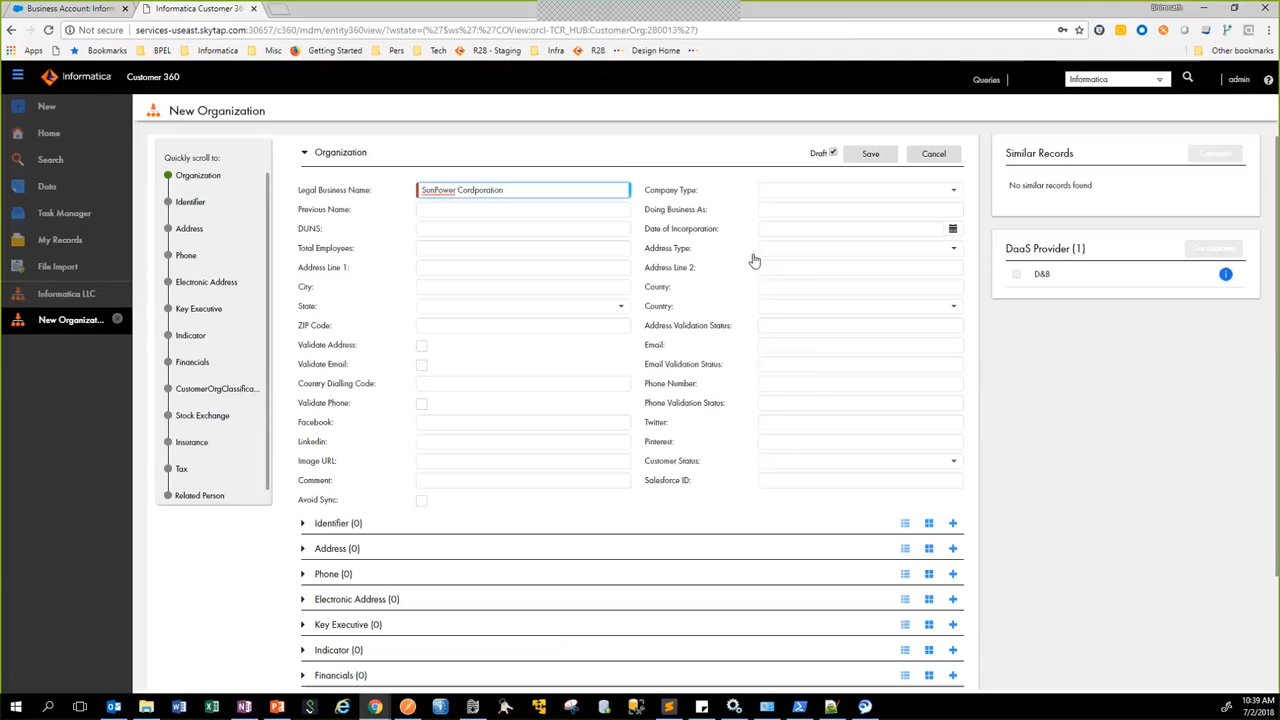 Business Account: Inform
Informatica Customer 360
Bhimnath
services-useast.skytap.com:30657/c360/mdm/entity360view/?wstate=(%27$ws%27:%27COView/orcl-TCR_HUB:CustomerOrg:280013%27)
Apps
Bookmarks
BPEL
Informatica
Misc
Getting Started
Pers
Tech
R28 - Staging
Infra
R28
Design Home
Other bookmarks
Informatica
Customer 360
Queries
Informatica
admin
New
Home
Search
Data
Task Manager
My Records
File Import
Informatica LLC
New Organizat...
New Organization
Quickly scroll to:
Organization
Identifier
Address
Phone
Electronic Address
Key Executive
Indicator
Financials
CustomerOrgClassifica...
Stock Exchange
Insurance
Tax
Related Person
Organization
Draft
Save
Cancel
Legal Business Name: SunPower Cordporation Company Type:
Previous Name: Doing Business As:
DUNS: Date of Incorporation:
Total Employees: Address Type:
Address Line 1: Address Line 2:
City: County:
State: Country:
ZIP Code: Address Validation Status:
Validate Address: Email:
Validate Email: Email Validation Status:
Country Dialling Code: Phone Number:
Validate Phone: Phone Validation Status:
Facebook: Twitter:
Linkedin: Pinterest:
Image URL: Customer Status:
Comment: Salesforce ID:
Avoid Sync:
Identifier (0)
Address (0)
Phone (0)
Electronic Address (0)
Key Executive (0)
Indicator (0)
Financials (0)
Similar Records
Compare
No similar records found
DaaS Provider (1)
D&B
10:39 AM
7/2/2018